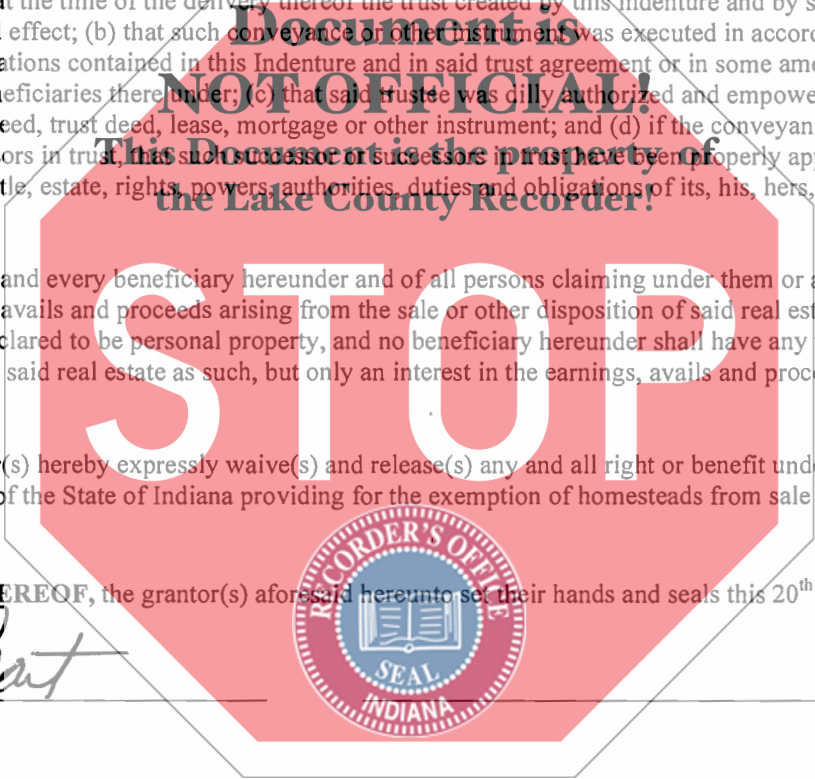 at the time of the delivery thereof the trust created by this Indenture and by s
Document is
effect; (b) that such conveyance or other instrument was executed in accord
ations contained in this Indenture and in said trust agreement or in some ame
NOT OFFICIAL!
eficiaries thereunder; (c) that said trustee was dilly authorized and empowe
eed, trust deed, lease, mortgage or other instrument; and (d) if the conveyan
This Document is the property of
ors in trust, that such successor or successors in trust have been properly app
tle, estate, rights, powers, authorities, duties and obligations of its, his, hers,
the Lake County Recorder!
and every beneficiary hereunder and of all persons claiming under them or a
avails and proceeds arising from the sale or other disposition of said real est
clared to be personal property, and no beneficiary hereunder shall have any
said real estate as such, but only an interest in the earnings, avails and proce
STOP
(s) hereby expressly waive(s) and release(s) any and all right or benefit unde
of the State of Indiana providing for the exemption of homesteads from sale
RECORDER'S OFFICE
EREOF, the grantor(s) aforesaid hereunto set their hands and seals this 20th
SEAL
INDIANA